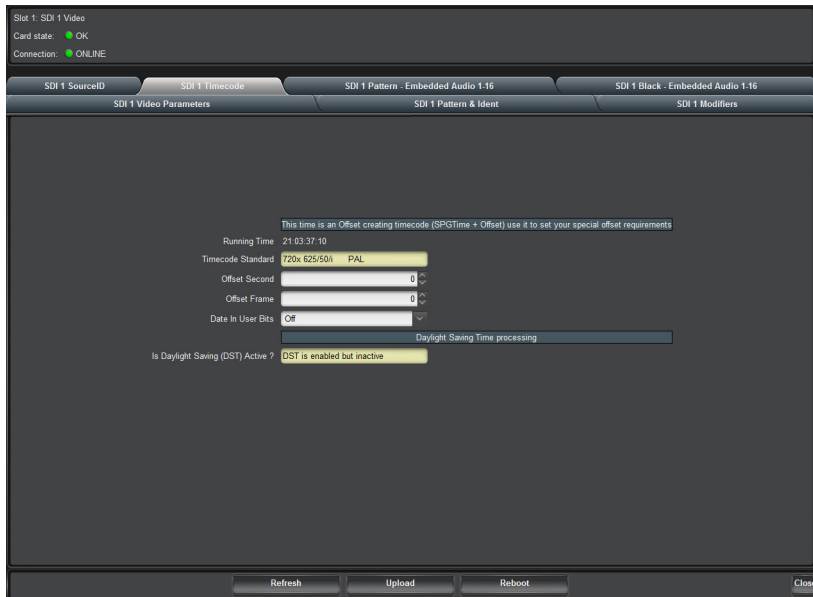 Slot 1: SDI 1 Video
Card state: OK
Connection: ONLINE
SDI 1 SourceID SDI 1 Timecode SDI 1 Pattern - Embedded Audio 1-16 SDI 1 Black - Embedded Audio 1-16
SDI 1 Video Parameters SDI 1 Pattern & Ident SDI 1 Modifiers
This time is an Offset creating timecode (SPGTime + Offset) use it to set your special offset requirements
Running Time 21:03:37:10
Timecode Standard 720x 625/50/i PAL
Offset Second 0
Offset Frame 0
Date In User Bits Off
Daylight Saving Time processing
Is Daylight Saving (DST) Active ? DST is enabled but inactive
Refresh Upload Reboot Close